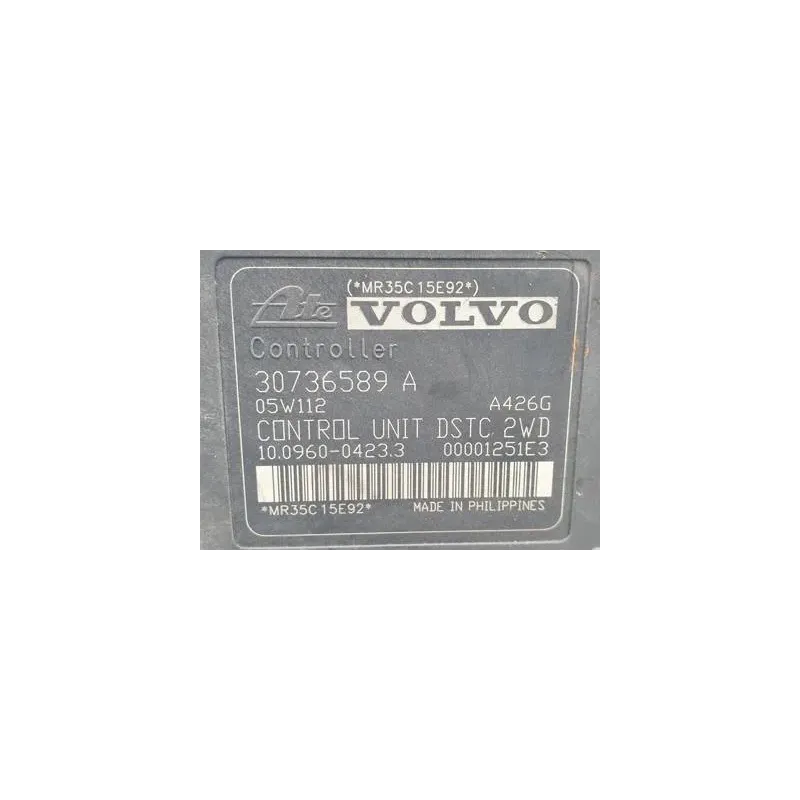 (*MR35C15E92*)
Ate VOLVO
Controller
30736589 A
05W112 A426G
CONTROL UNIT DSTC 2WD
10.0960-0423.3 00001251E3
*MR35C15E92* MADE IN PHILIPPINES